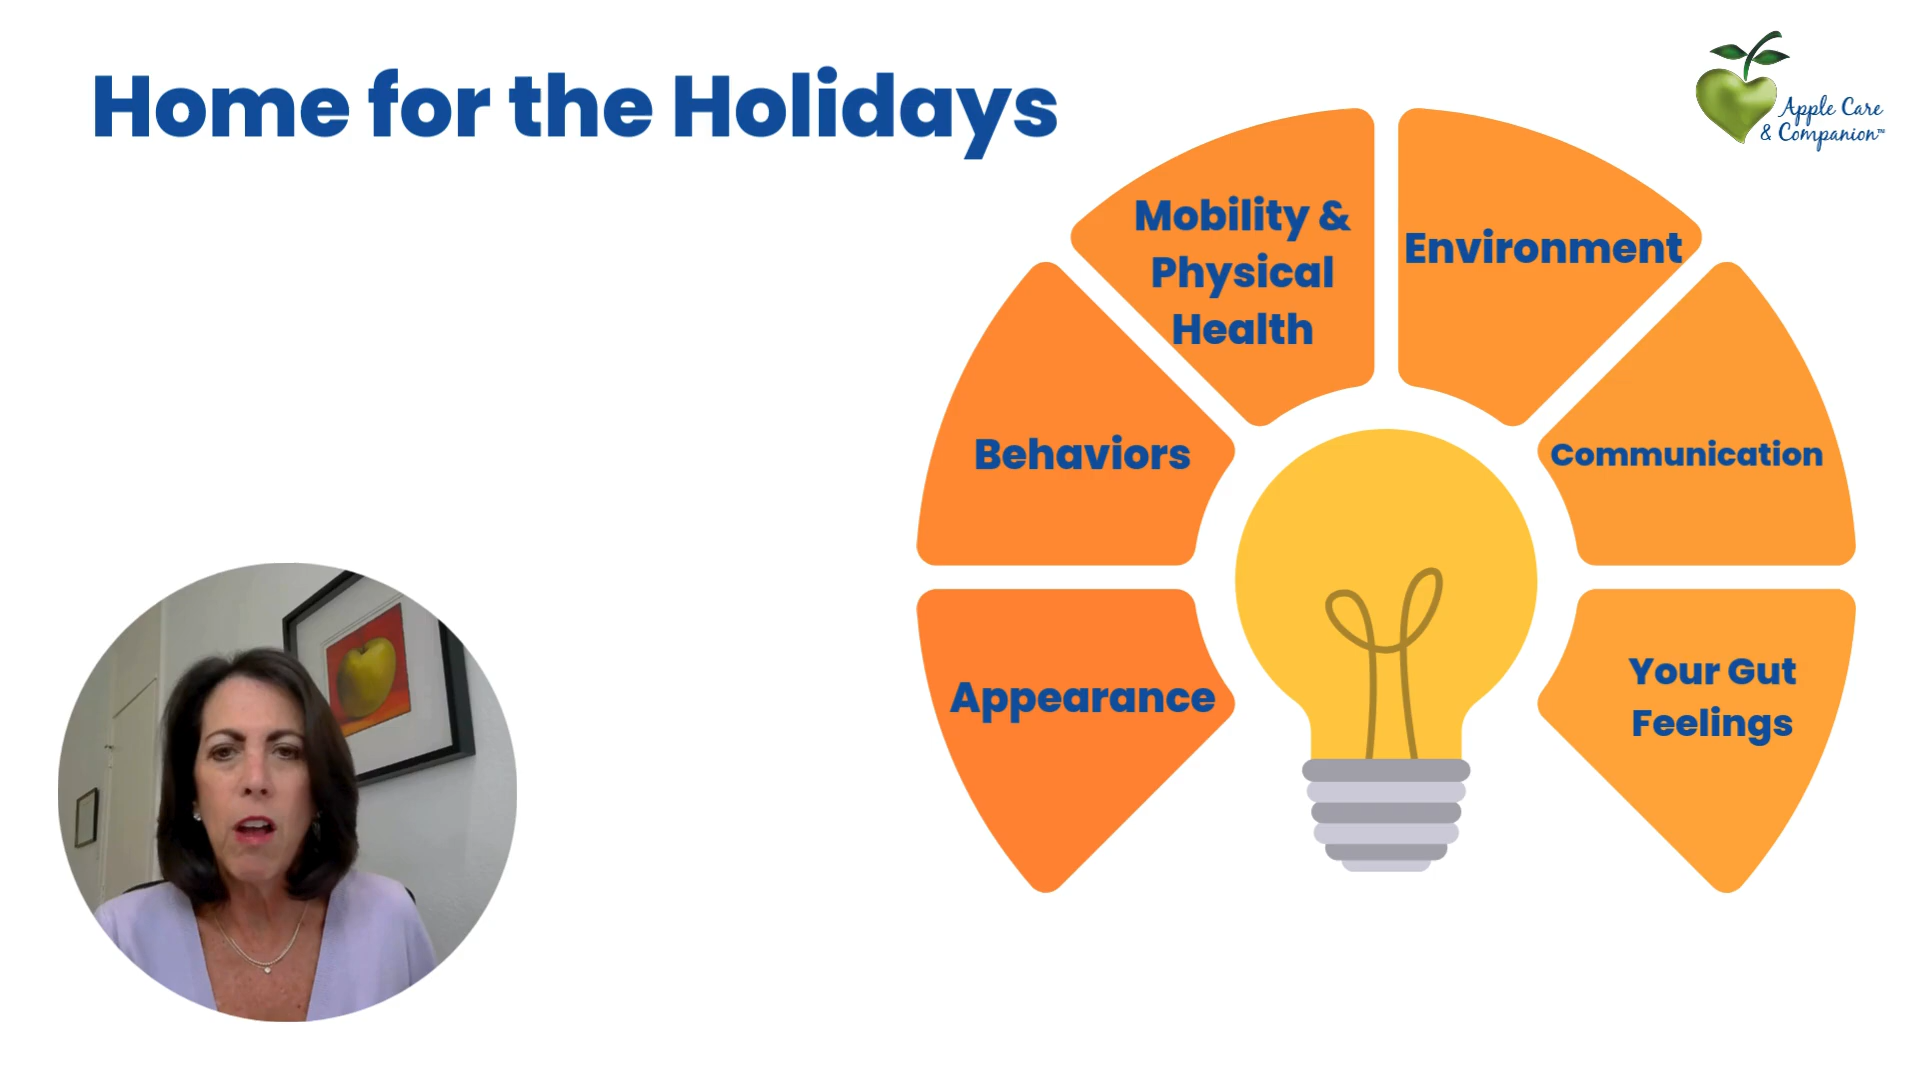 Home for the Holidays
Apple Care
& Companion™
Mobility &
Physical
Health
Environment
Behaviors
Communication
Appearance
Your Gut
Feelings